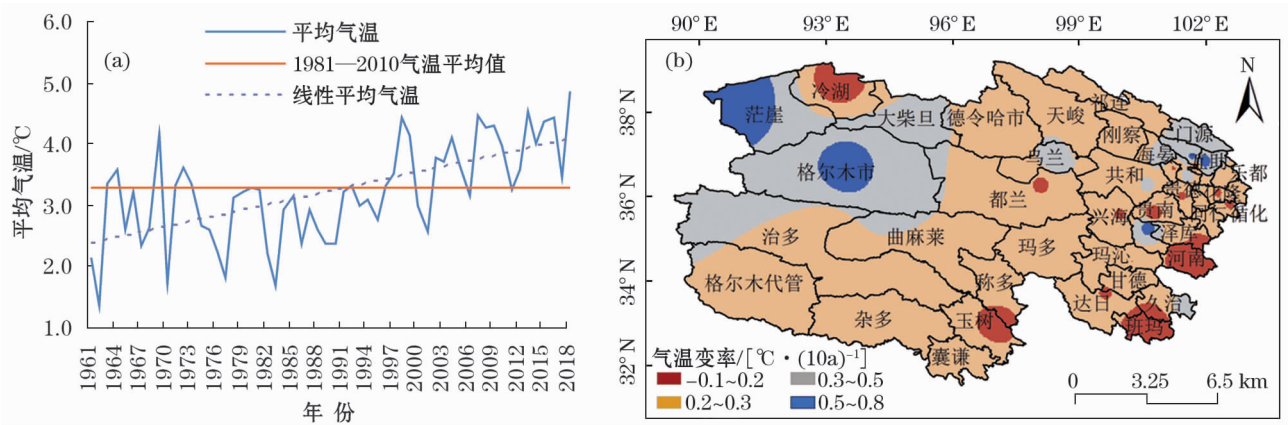 6.0
5.0
4.0
3.0
2.0
1.0
平均气温/℃
(a)
平均气温
1981—2010气温平均值
线性平均气温
1961
1964
1967
1970
1973
1976
1979
1982
1985
1988
1991
1994
1997
2000
2003
2006
2009
2012
2015
2018
年 份
90°E
93°E
96°E
99°E
102°E
(b)
N
38°N
36°N
34°N
32°N
冷湖
茫崖
大柴旦
德令哈市
天峻
祁连
刚察
门源
海晏
格尔木市
乌兰
共和
乐都
都兰
兴海
贵南
循化
泽库
治多
曲麻莱
玛多
玛沁
河南
格尔木代管
称多
甘德
达日
久治
班玛
杂多
玉树
囊谦
气温变率/[℃·(10a)⁻¹]
-0.1~0.2
0.3~0.5
0.2~0.3
0.5~0.8
0
3.25
6.5 km